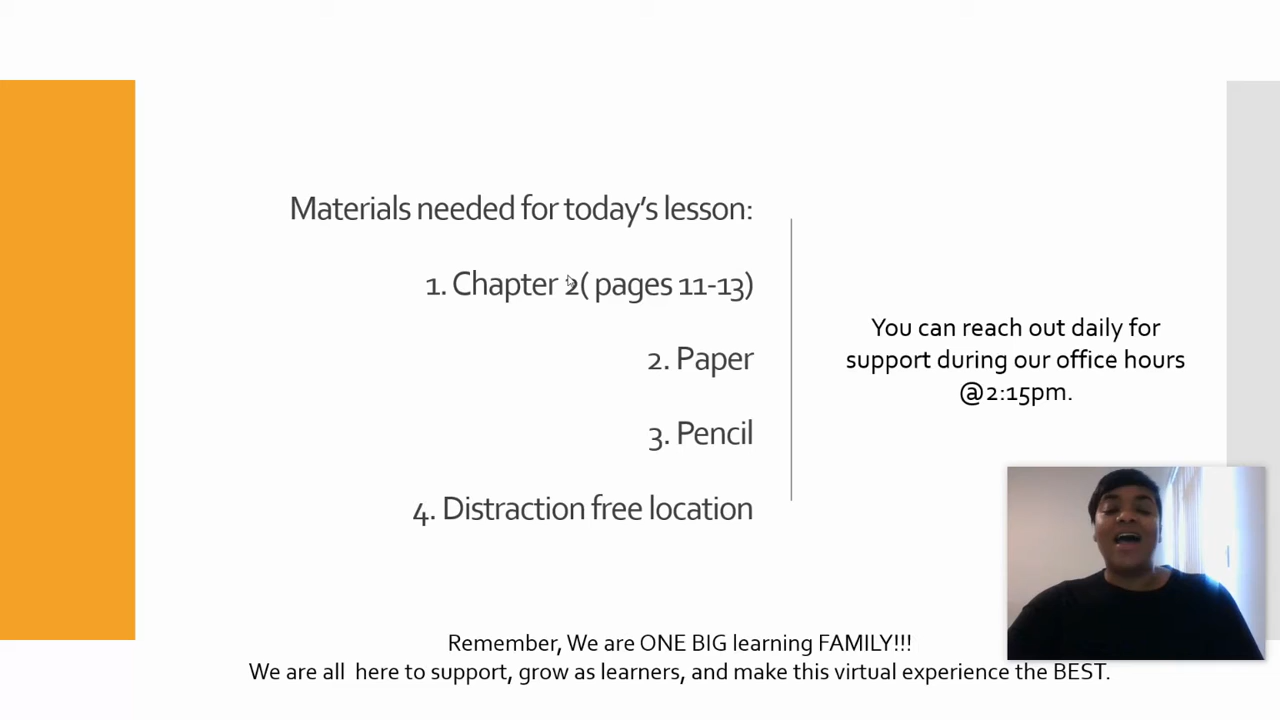 Materials needed for today's lesson:
1. Chapter 2( pages 11-13)
2. Paper
3. Pencil
4. Distraction free location
You can reach out daily for
support during our office hours
@2:15pm.
Remember, We are ONE BIG learning FAMILY!!!
We are all  here to support, grow as learners, and make this virtual experience the BEST.